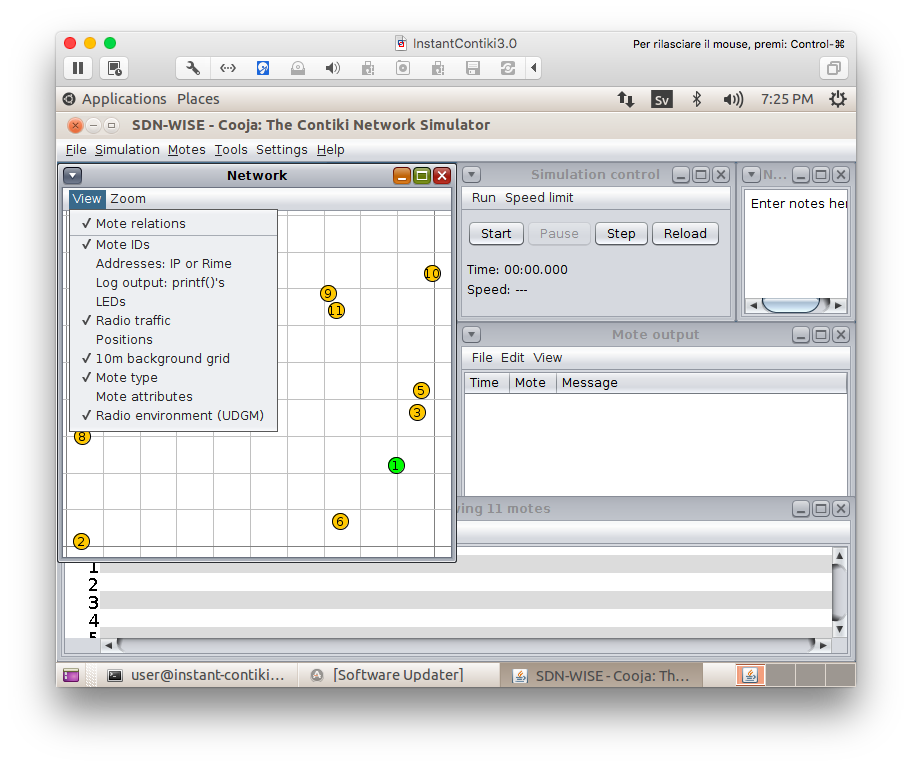 InstantContiki3.0
Per rilasciare il mouse, premi: Control-⌘
Applications Places
Sv
7:25 PM
SDN-WISE - Cooja: The Contiki Network Simulator
File Simulation Motes Tools Settings Help
Network
View Zoom
✓ Mote relations
✓ Mote IDs
Addresses: IP or Rime
Log output: printf()'s
LEDs
✓ Radio traffic
Positions
✓ 10m background grid
✓ Mote type
Mote attributes
✓ Radio environment (UDGM)
10
9
11
5
3
8
1
6
2
Simulation control
Run Speed limit
Start Pause Step Reload
Time: 00:00.000
Speed: ---
N...
Enter notes her
Mote output
File Edit View
Time Mote Message
ving 11 motes
1
2
3
4
5
user@instant-contiki...
[Software Updater]
SDN-WISE - Cooja: Th...